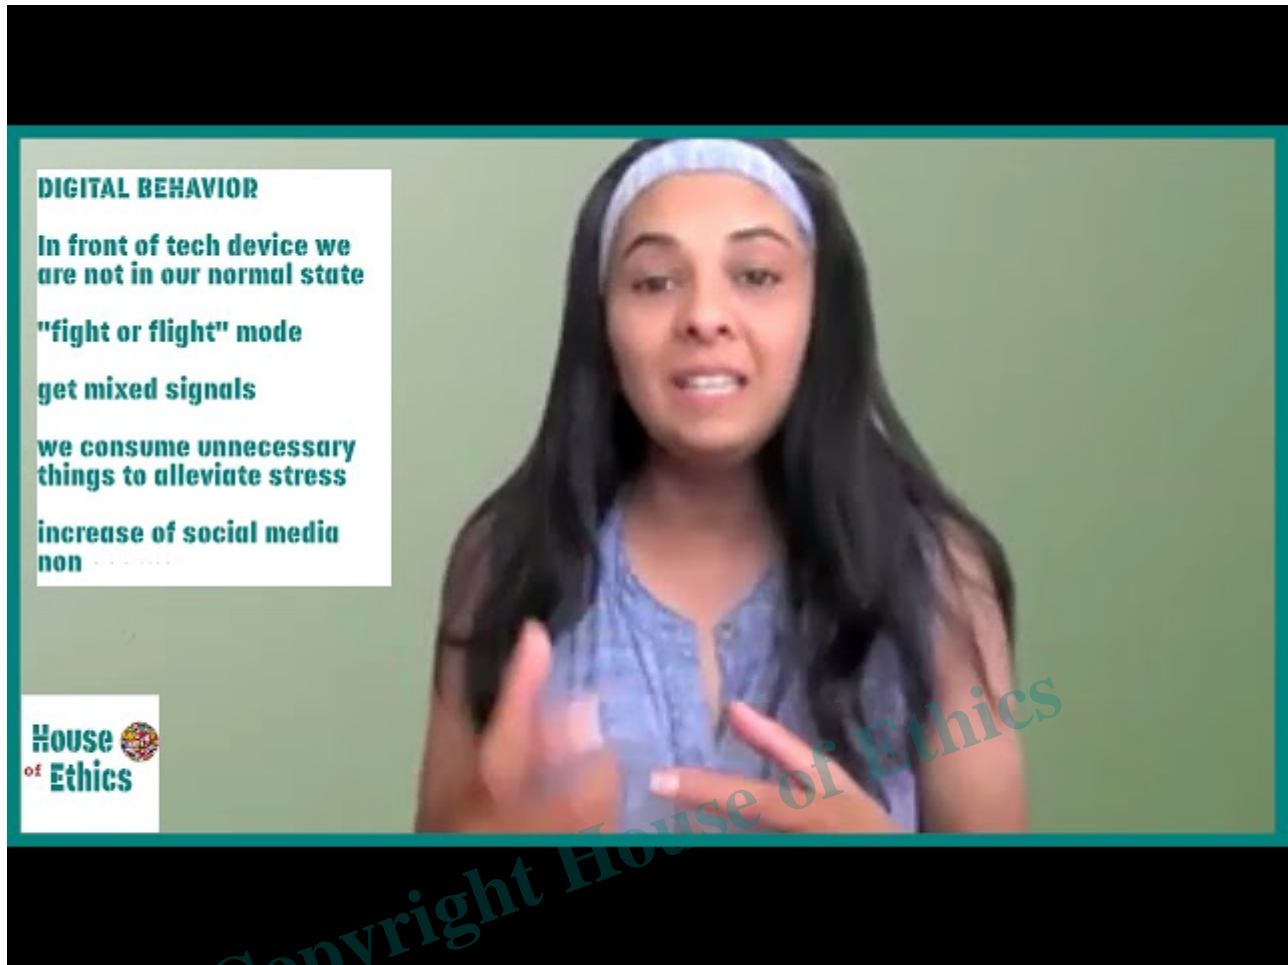 DIGITAL BEHAVIOR
In front of tech device we
are not in our normal state
"fight or flight" mode
get mixed signals
we consume unnecessary
things to alleviate stress
increase of social media
non
House
of Ethics
Copyright House of Ethics